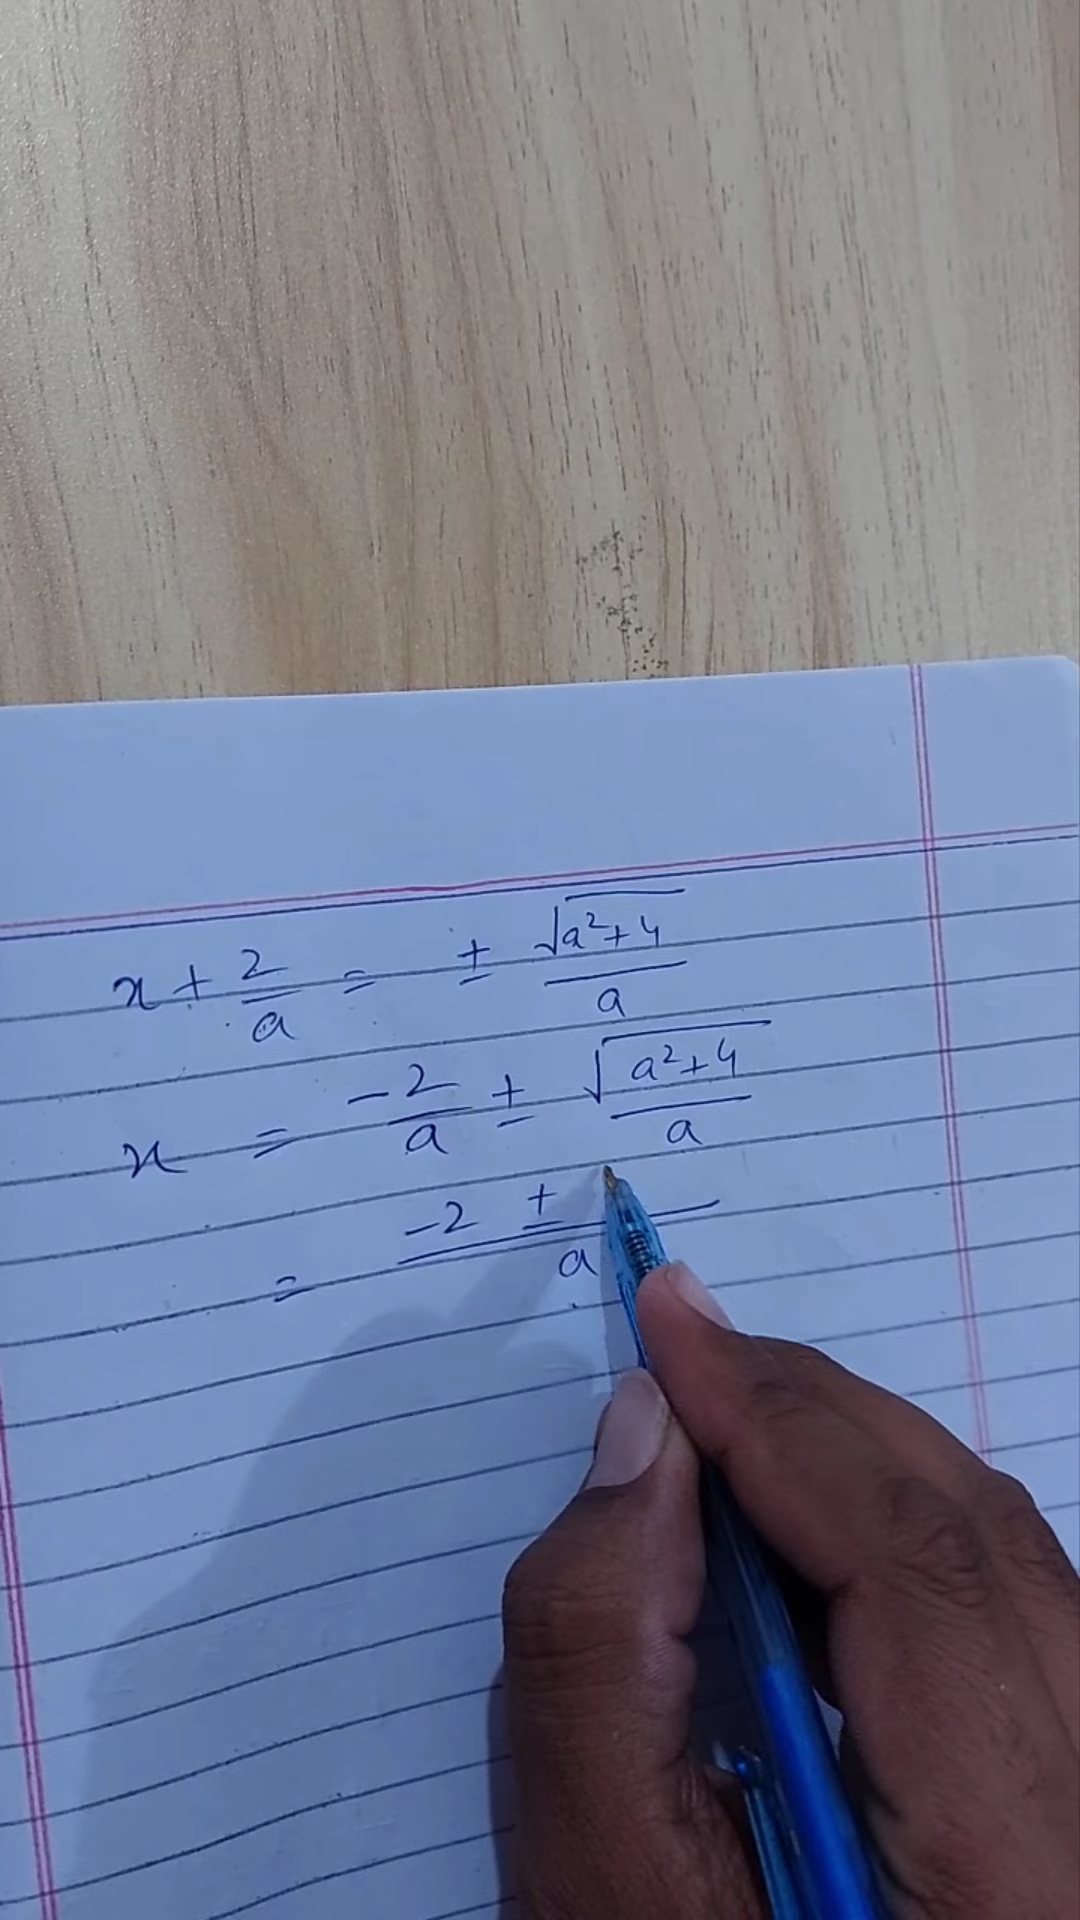 x + 2/a = ± √(a²+4)/a
x = -2/a ± √(a²+4)/a
= -2 ± /a